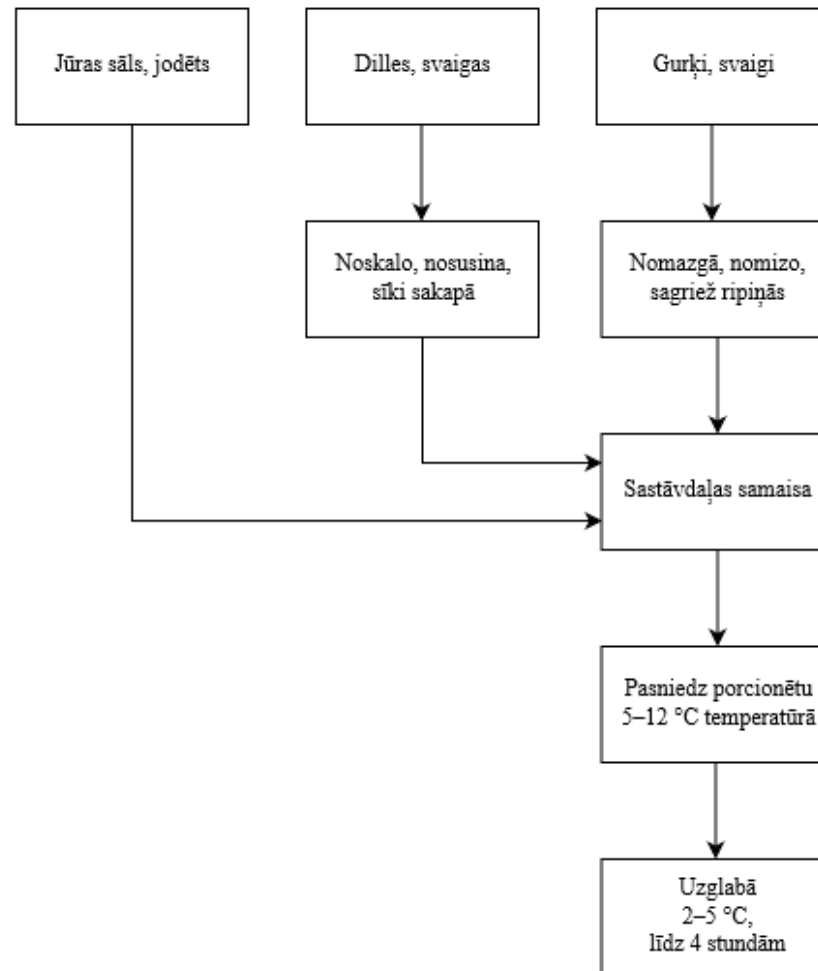 Jūras sāls, jodēts
Dilles, svaigas
Gurķi, svaigi
Noskalo, nosusina,
sīki sakapā
Nomazgā, nomizo,
sagriež ripiņās
Sastāvdaļas samaisa
Pasniedz porcionētu
5–12 °C temperatūrā
Uzglabā
2–5 °C,
līdz 4 stundām